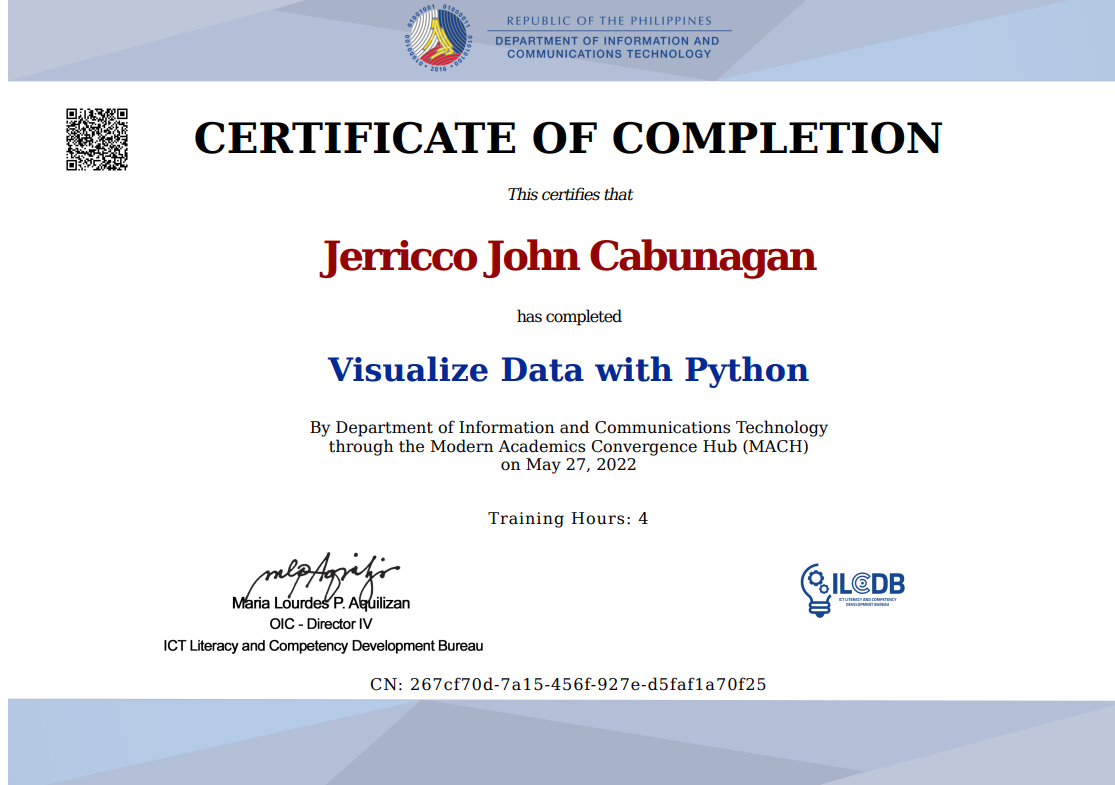 REPUBLIC OF THE PHILIPPINES
DEPARTMENT OF INFORMATION AND
COMMUNICATIONS TECHNOLOGY
2016
CERTIFICATE OF COMPLETION
This certifies that
Jerricco John Cabunagan
has completed
Visualize Data with Python
By Department of Information and Communications Technology
through the Modern Academics Convergence Hub (MACH)
on May 27, 2022
Training Hours: 4
Maria Lourdes P. Aquilizan
OIC - Director IV
ICT Literacy and Competency Development Bureau
ILCDB
ICT LITERACY AND COMPETENCY
DEVELOPMENT BUREAU
CN: 267cf70d-7a15-456f-927e-d5faf1a70f25